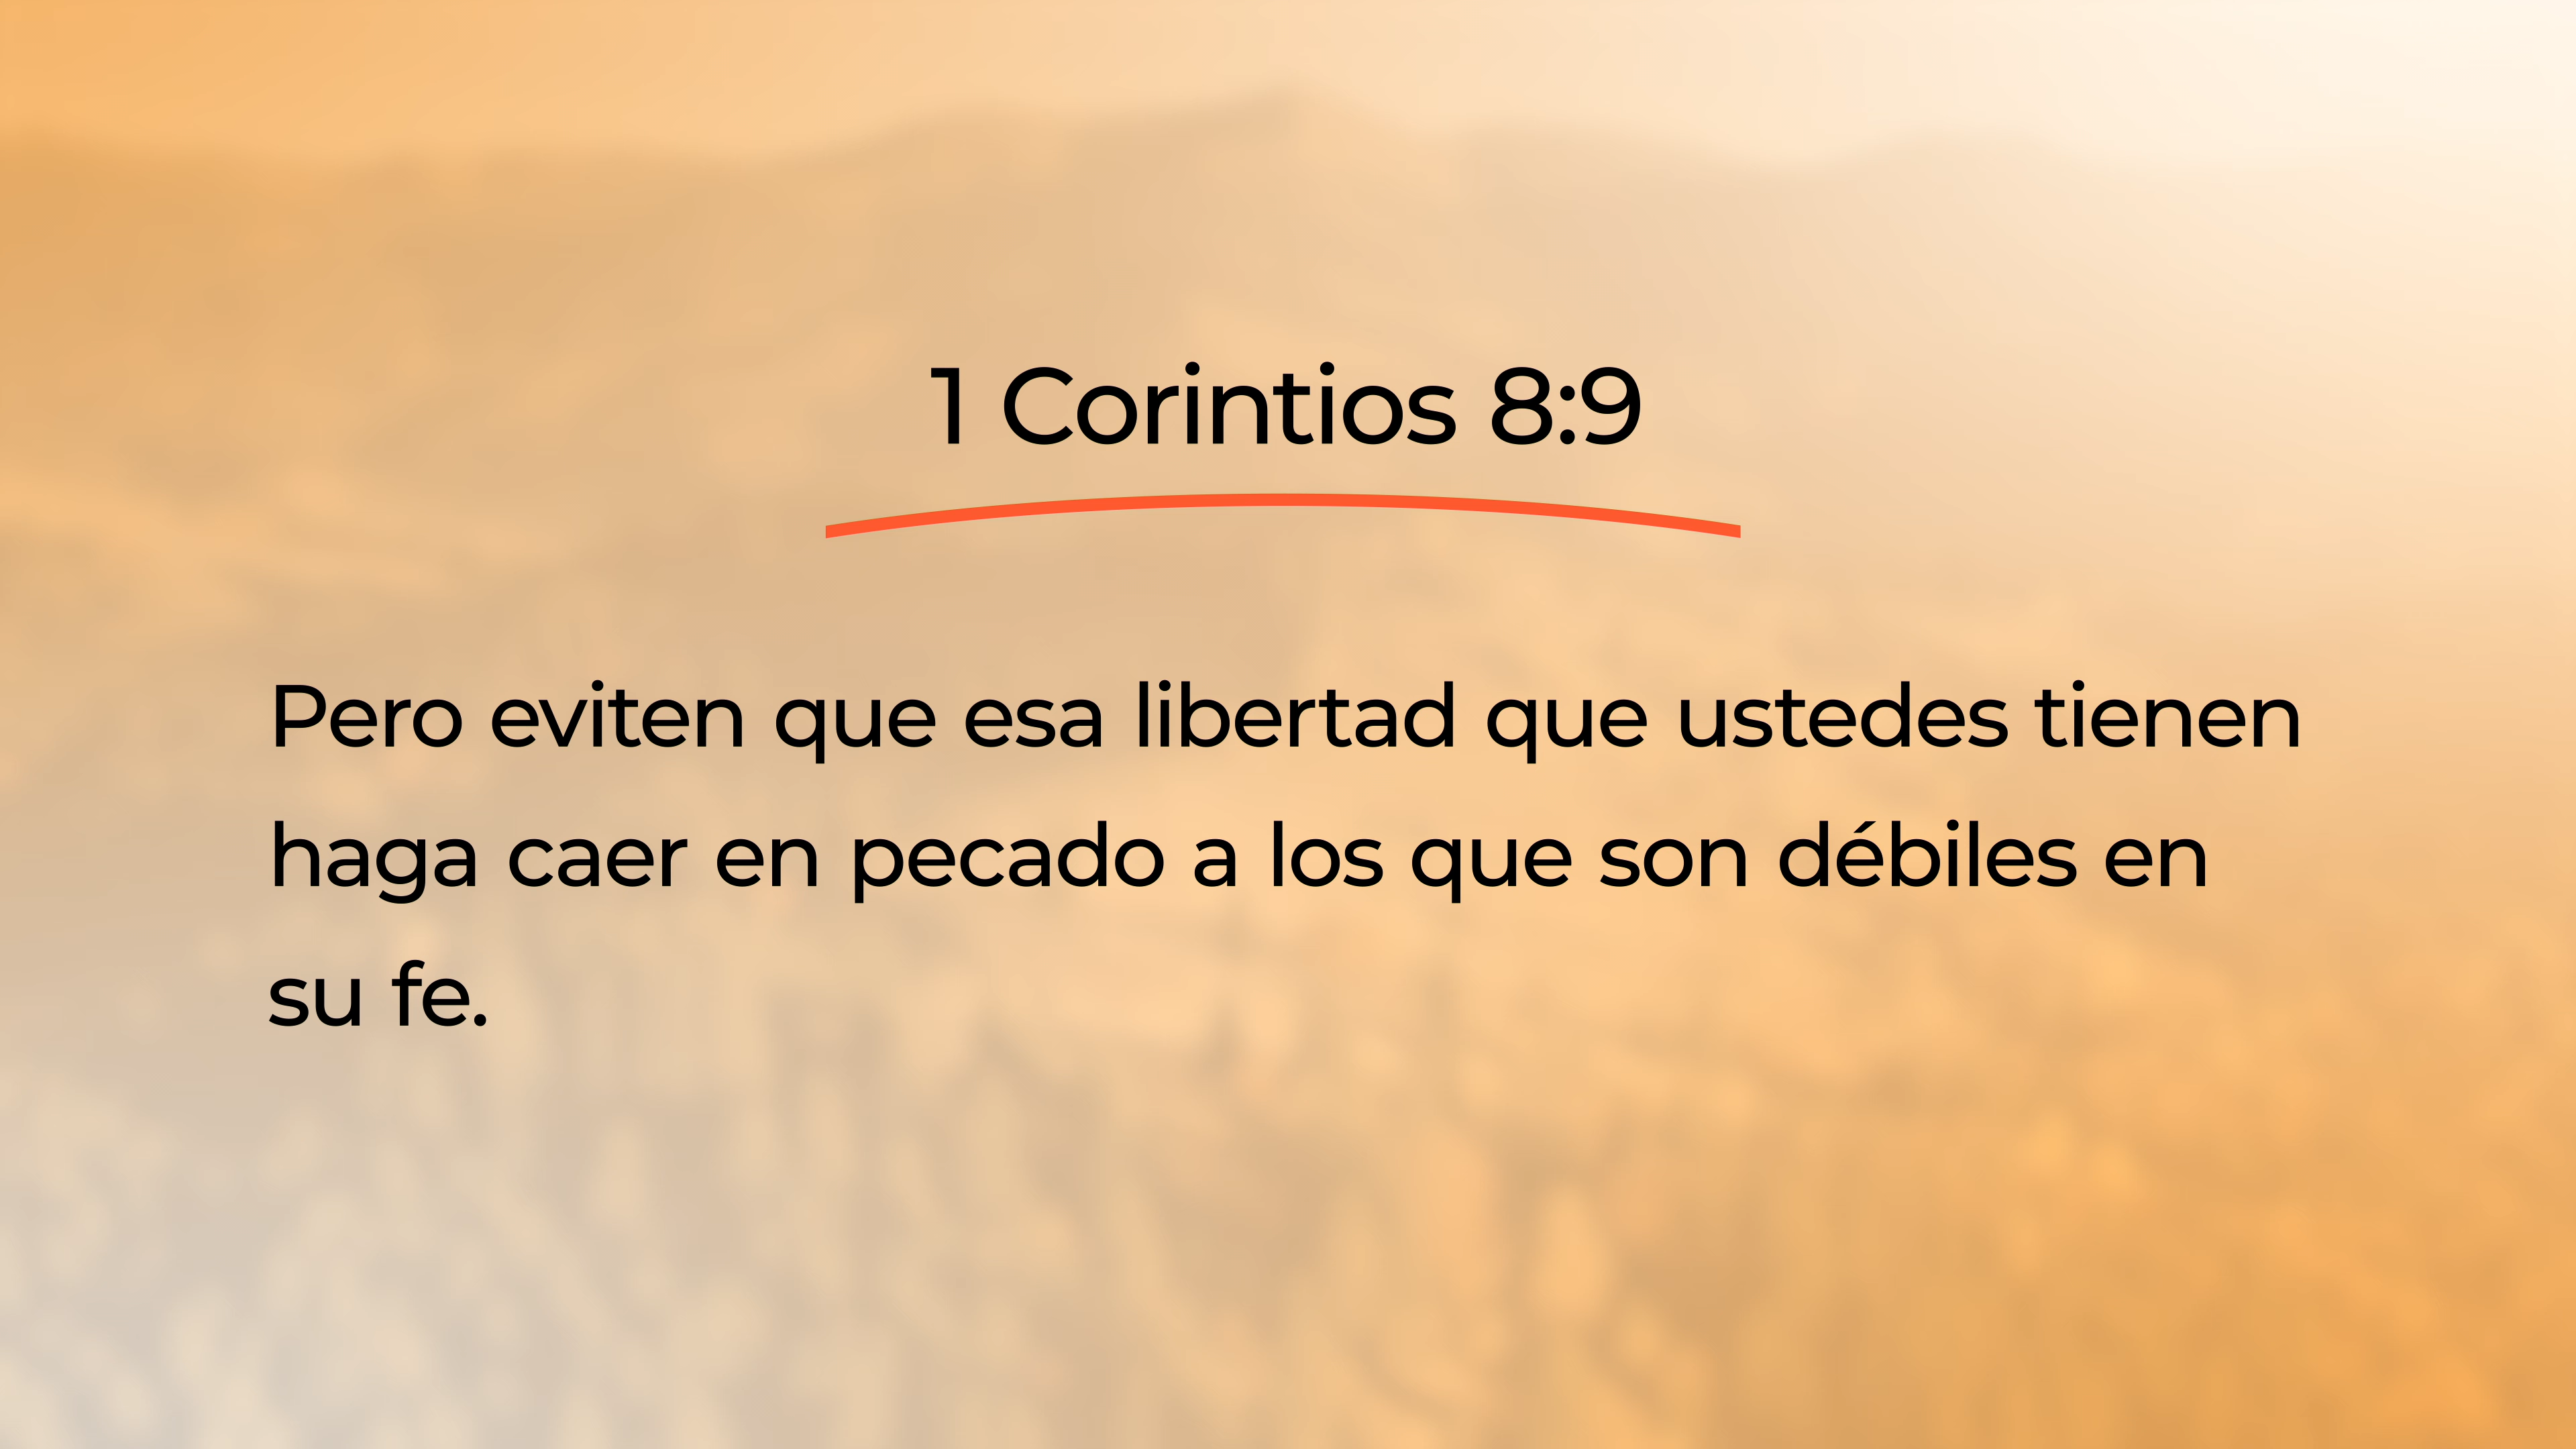 1 Corintios 8:9
Pero eviten que esa libertad que ustedes tienen
haga caer en pecado a los que son débiles en
su fe.